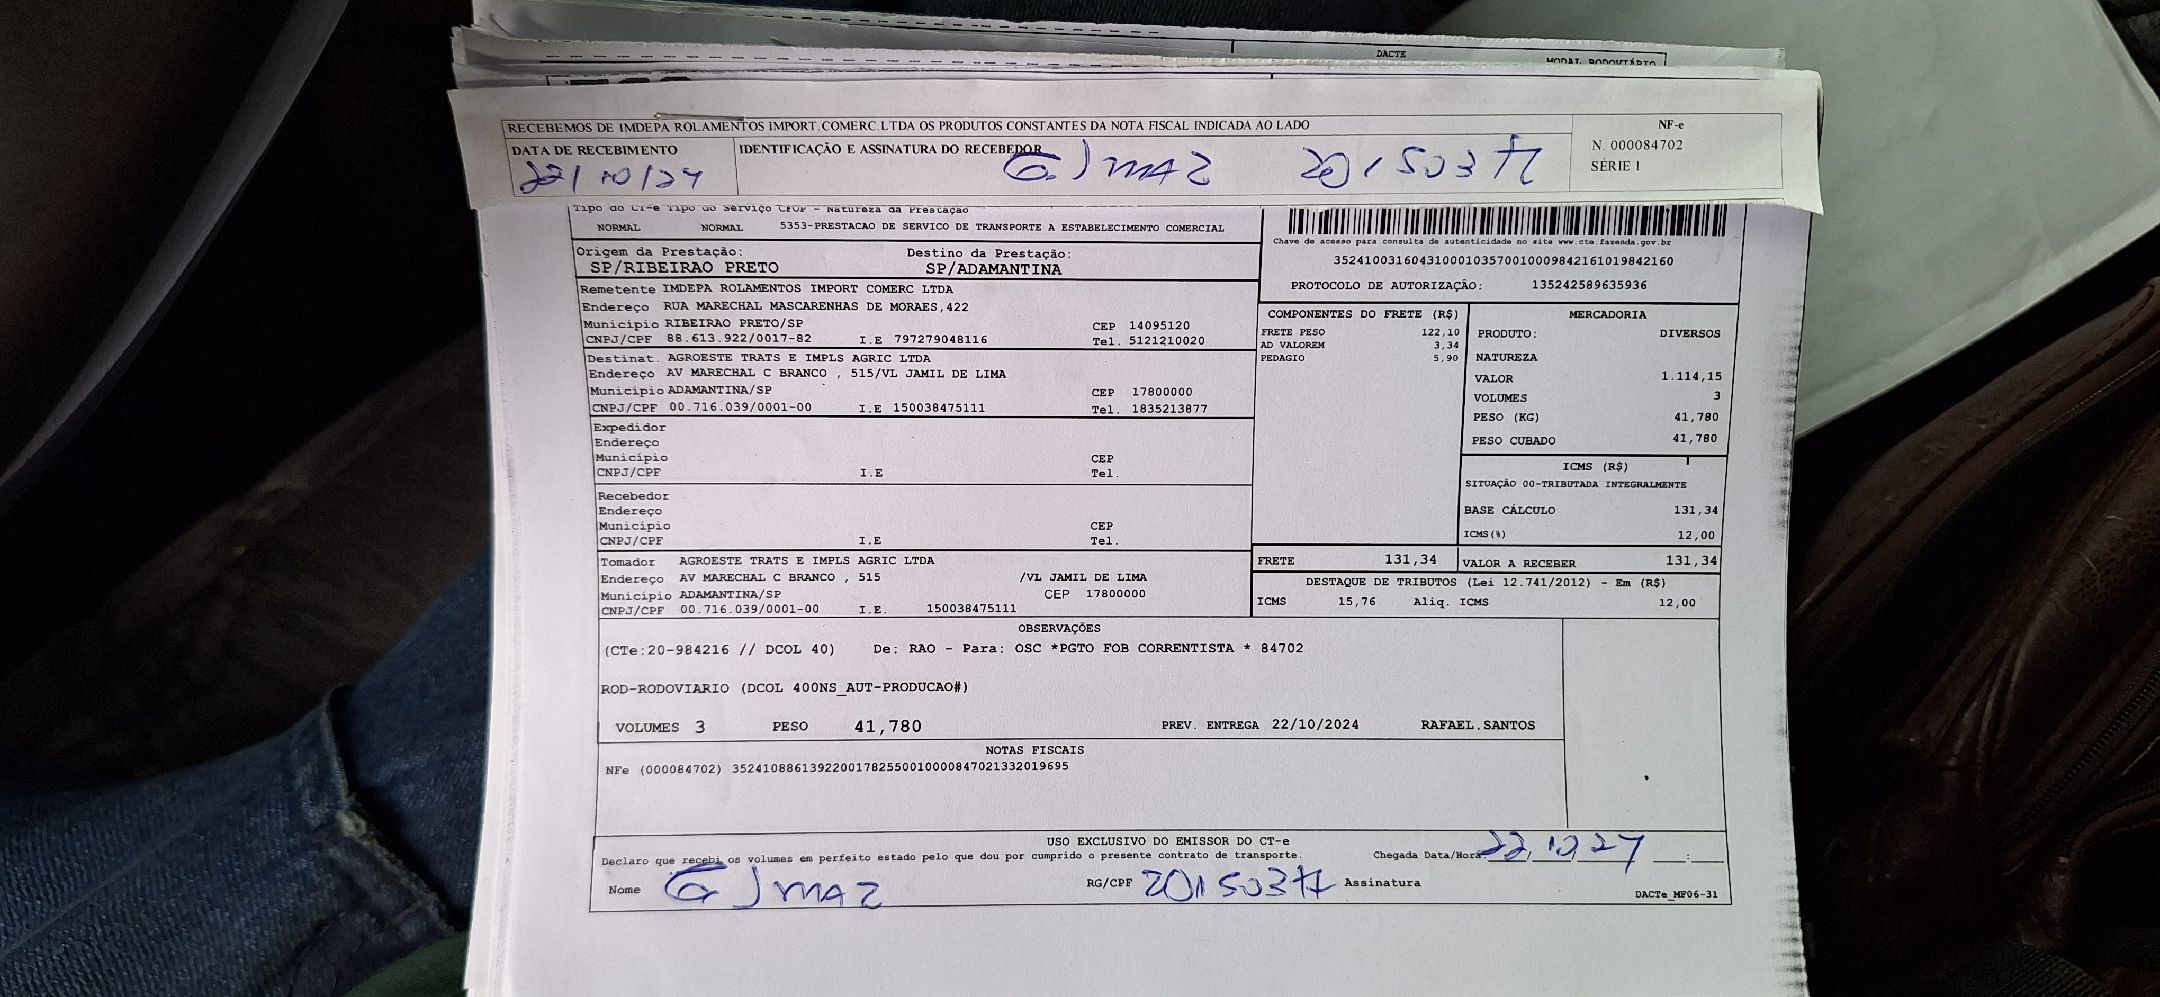 DACTE
MODAL RODOVIÁRIO
RECEBEMOS DE IMDEPA ROLAMENTOS IMPORT.COMERC.LTDA OS PRODUTOS CONSTANTES DA NOTA FISCAL INDICADA AO LADO
NF-e
DATA DE RECEBIMENTO IDENTIFICAÇÃO E ASSINATURA DO RECEBEDOR
N. 000084702
22/10/24
SÉRIE 1
Tipo do CT-e Tipo do Serviço CFOP - Natureza da Prestação
NORMAL NORMAL 5353-PRESTACAO DE SERVICO DE TRANSPORTE A ESTABELECIMENTO COMERCIAL
Chave de acesso para consulta de autenticidade no site www.cte.fazenda.gov.br
35241003160431000103570010009842161019842160
PROTOCOLO DE AUTORIZAÇÃO: 135242589635936
Origem da Prestação: Destino da Prestação:
SP/RIBEIRAO PRETO SP/ADAMANTINA
Remetente IMDEPA ROLAMENTOS IMPORT COMERC LTDA
Endereço RUA MARECHAL MASCARENHAS DE MORAES,422
Município RIBEIRAO PRETO/SP CEP 14095120
CNPJ/CPF 88.613.922/0017-82 I.E 797279048116 Tel. 5121210020
Destinat. AGROESTE TRATS E IMPLS AGRIC LTDA
Endereço AV MARECHAL C BRANCO , 515/VL JAMIL DE LIMA
Município ADAMANTINA/SP CEP 17800000
CNPJ/CPF 00.716.039/0001-00 I.E 150038475111 Tel. 1835213877
Expedidor
Endereço
Município CEP
CNPJ/CPF I.E Tel.
Recebedor
Endereço
Município CEP
CNPJ/CPF I.E Tel.
Tomador AGROESTE TRATS E IMPLS AGRIC LTDA
Endereço AV MARECHAL C BRANCO , 515 /VL JAMIL DE LIMA
Município ADAMANTINA/SP CEP 17800000
CNPJ/CPF 00.716.039/0001-00 I.E. 150038475111
COMPONENTES DO FRETE (R$)
FRETE PESO 122,10
AD VALOREM 3,34
PEDAGIO 5,90
MERCADORIA
PRODUTO: DIVERSOS
NATUREZA
VALOR 1.114,15
VOLUMES 3
PESO (KG) 41,780
PESO CUBADO 41,780
ICMS (R$)
SITUAÇÃO 00-TRIBUTADA INTEGRALMENTE
BASE CÁLCULO 131,34
ICMS(%) 12,00
FRETE 131,34 VALOR A RECEBER 131,34
DESTAQUE DE TRIBUTOS (Lei 12.741/2012) - Em (R$)
ICMS 15,76 Aliq. ICMS 12,00
OBSERVAÇÕES
(CTe:20-984216 // DCOL 40) De: RAO - Para: OSC *PGTO FOB CORRENTISTA * 84702
ROD-RODOVIARIO (DCOL 400NS_AUT-PRODUCAO#)
VOLUMES 3 PESO 41,780 PREV. ENTREGA 22/10/2024 RAFAEL.SANTOS
NOTAS FISCAIS
NFe (000084702) 35241088613922001782550010000847021332019695
USO EXCLUSIVO DO EMISSOR DO CT-e
Declaro que recebi os volumes em perfeito estado pelo que dou por cumprido o presente contrato de transporte. Chegada Data/Hora 22/10/24 __:__
Nome RG/CPF Assinatura
DACTe_MF06-31